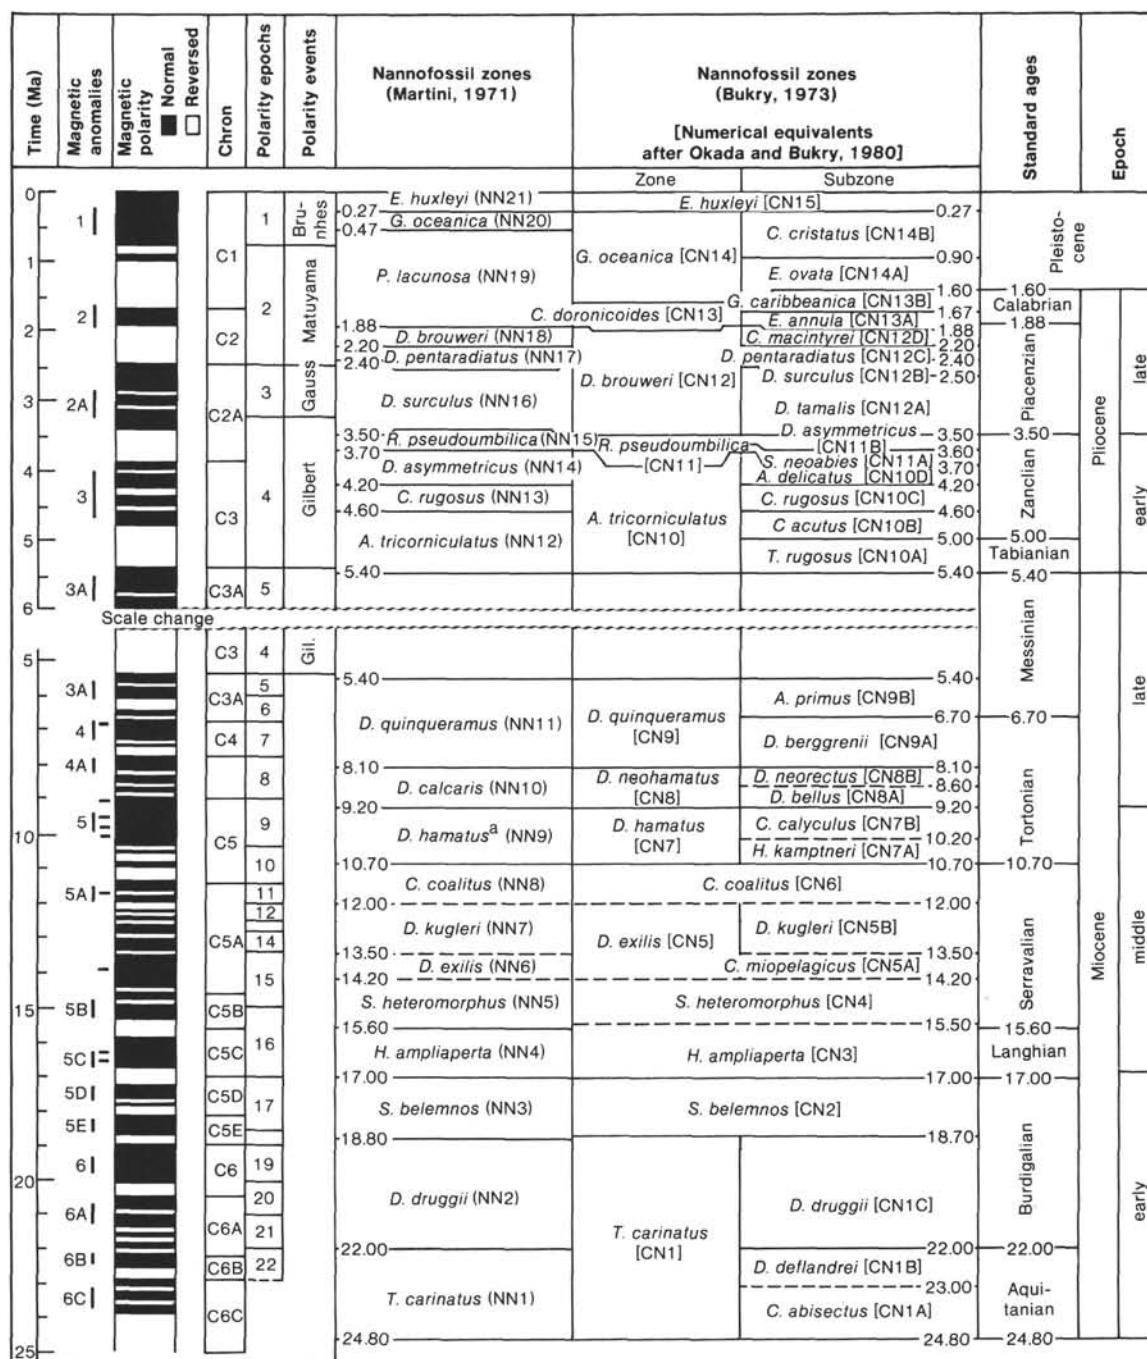 Time (Ma)
Magnetic anomalies
Magnetic polarity
Normal
Reversed
Chron
Polarity epochs
Polarity events
Nannofossil zones
(Martini, 1971)
Nannofossil zones
(Bukry, 1973)
[Numerical equivalents
after Okada and Bukry, 1980]
Zone
Subzone
Standard ages
Epoch
0
1
2
3
4
5
6
1
2
2A
3
3A
C1
C2
C2A
C3
C3A
1
2
3
4
5
Bru-
nhes
Matuyama
Gauss
Gilbert
E. huxleyi (NN21)
0.27
G. oceanica (NN20)
0.47
P. lacunosa (NN19)
1.88
D. brouweri (NN18)
2.20
D. pentaradiatus (NN17)
2.40
D. surculus (NN16)
3.50
R. pseudoumbilica (NN15)
3.70
D. asymmetricus (NN14)
4.20
C. rugosus (NN13)
4.60
A. tricorniculatus (NN12)
5.40
E. huxleyi [CN15]
G. oceanica [CN14]
C. doronicoides [CN13]
D. brouweri [CN12]
R. pseudoumbilica
[CN11]
A. tricorniculatus
[CN10]
0.27
C. cristatus [CN14B]
0.90
E. ovata [CN14A]
1.60
G. caribbeanica [CN13B]
1.67
E. annula [CN13A]
1.88
C. macintyrei [CN12D]
2.20
D. pentaradiatus [CN12C]
2.40
D. surculus [CN12B]
2.50
D. tamalis [CN12A]
D. asymmetricus
3.50
[CN11B]
3.60
S. neoabies [CN11A]
3.70
A. delicatus [CN10D]
4.20
C. rugosus [CN10C]
4.60
C acutus [CN10B]
5.00
T. rugosus [CN10A]
5.40
Pleisto-
cene
1.60
Calabrian
1.88
Piacenzian
3.50
Zanclian
5.00
Tabianian
5.40
Pliocene
late
early
Scale change
5
10
15
20
25
3A
4
4A
5
5A
5B
5C
5D
5E
6
6A
6B
6C
C3
C3A
C4
C5
C5A
C5B
C5C
C5D
C5E
C6
C6A
C6B
C6C
4
5
6
7
8
9
10
11
12
14
15
16
17
19
20
21
22
Gil.
5.40
D. quinqueramus (NN11)
8.10
D. calcaris (NN10)
9.20
D. hamatusᵃ (NN9)
10.70
C. coalitus (NN8)
12.00
D. kugleri (NN7)
13.50
D. exilis (NN6)
14.20
S. heteromorphus (NN5)
15.60
H. ampliaperta (NN4)
17.00
S. belemnos (NN3)
18.80
D. druggii (NN2)
22.00
T. carinatus (NN1)
24.80
D. quinqueramus
[CN9]
D. neohamatus
[CN8]
D. hamatus
[CN7]
C. coalitus [CN6]
D. exilis [CN5]
S. heteromorphus [CN4]
H. ampliaperta [CN3]
S. belemnos [CN2]
T. carinatus
[CN1]
5.40
A. primus [CN9B]
6.70
D. berggrenii [CN9A]
8.10
D. neorectus [CN8B]
8.60
D. bellus [CN8A]
9.20
C. calyculus [CN7B]
10.20
H. kamptneri [CN7A]
10.70
12.00
D. kugleri [CN5B]
13.50
C. miopelagicus [CN5A]
14.20
15.50
17.00
18.70
D. druggii [CN1C]
22.00
D. deflandrei [CN1B]
23.00
C. abisectus [CN1A]
24.80
Messinian
6.70
Tortonian
10.70
Serravalian
15.60
Langhian
17.00
Burdigalian
22.00
Aqui-
tanian
24.80
Miocene
late
middle
early